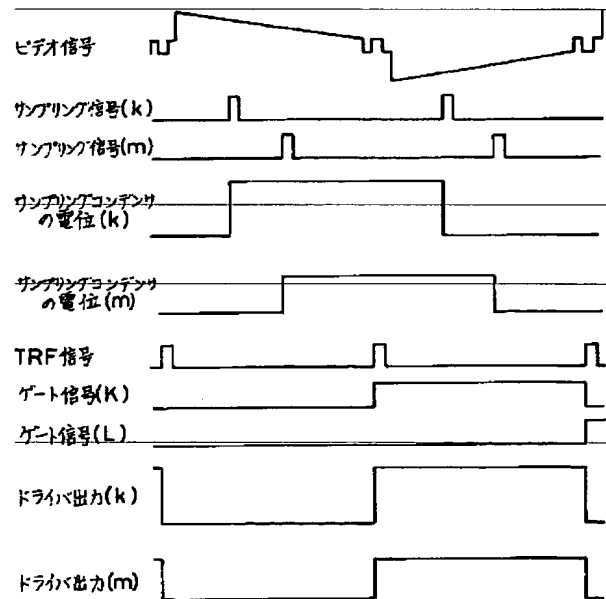 ビデオ信号
サンプリング信号(k)
サンプリング信号(m)
サンプリングコンデンサ
の電位(k)
サンプリングコンデンサ
の電位(m)
TRF信号
ゲート信号(K)
ゲート信号(L)
ドライバ出力(k)
ドライバ出力(m)